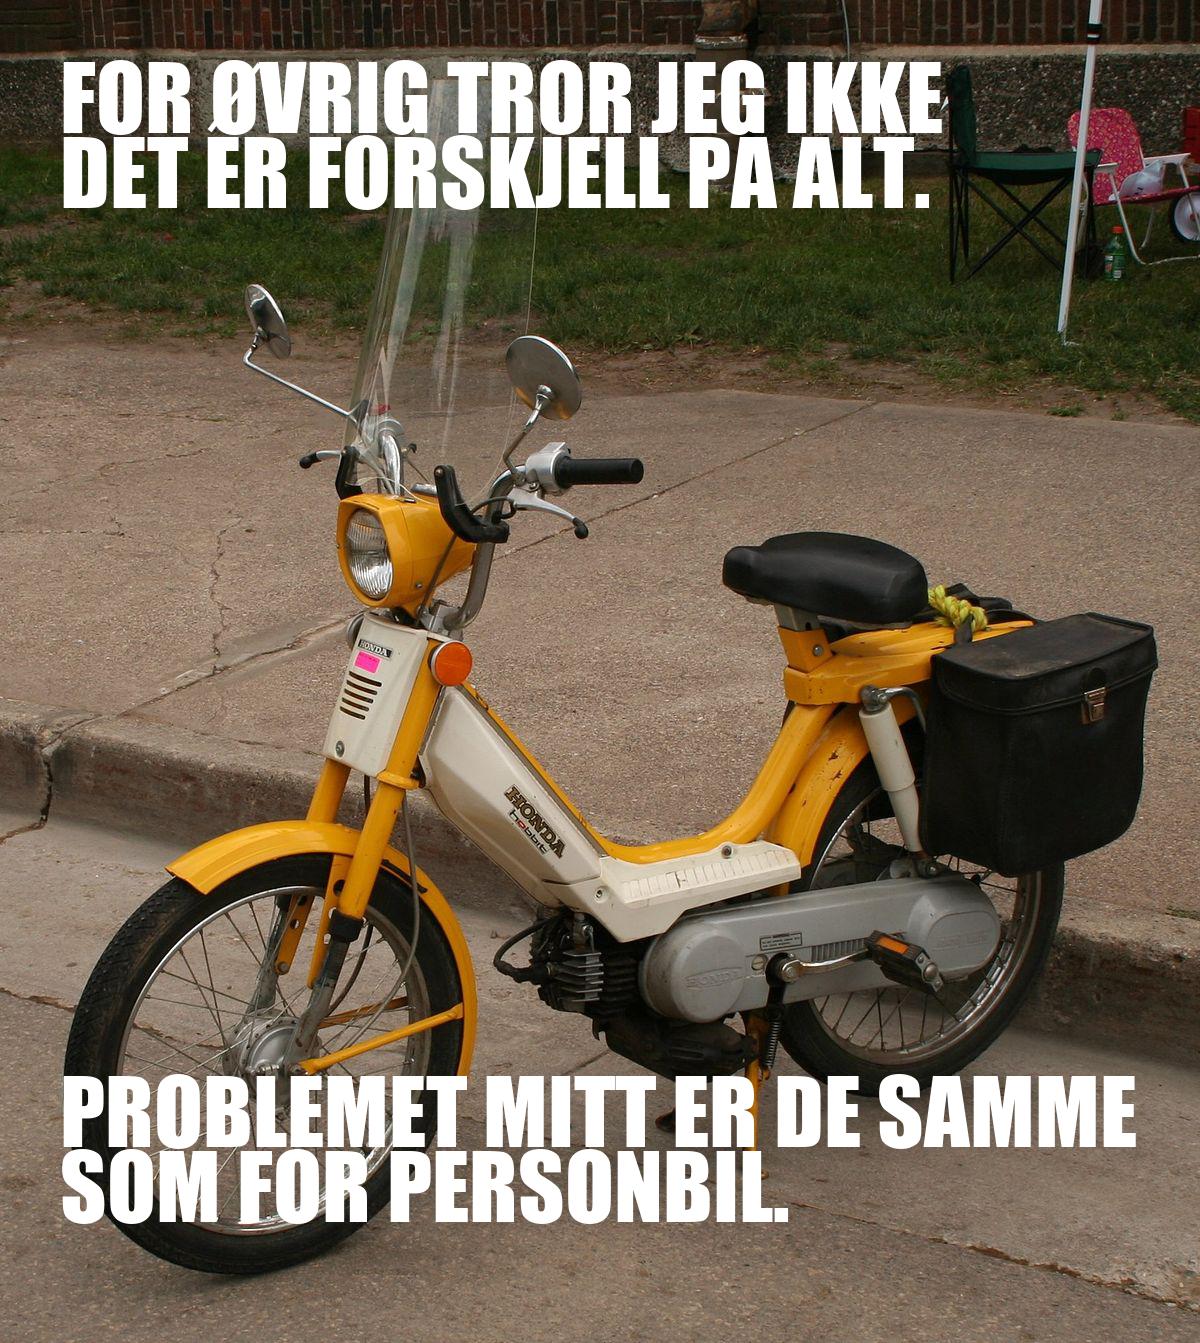 FOR ØVRIG TROR JEG IKKE
DET ER FORSKJELL PÅ ALT.
HONDA
HONDA
hobbit
HONDA
PROBLEMET MITT ER DE SAMME
SOM FOR PERSONBIL.